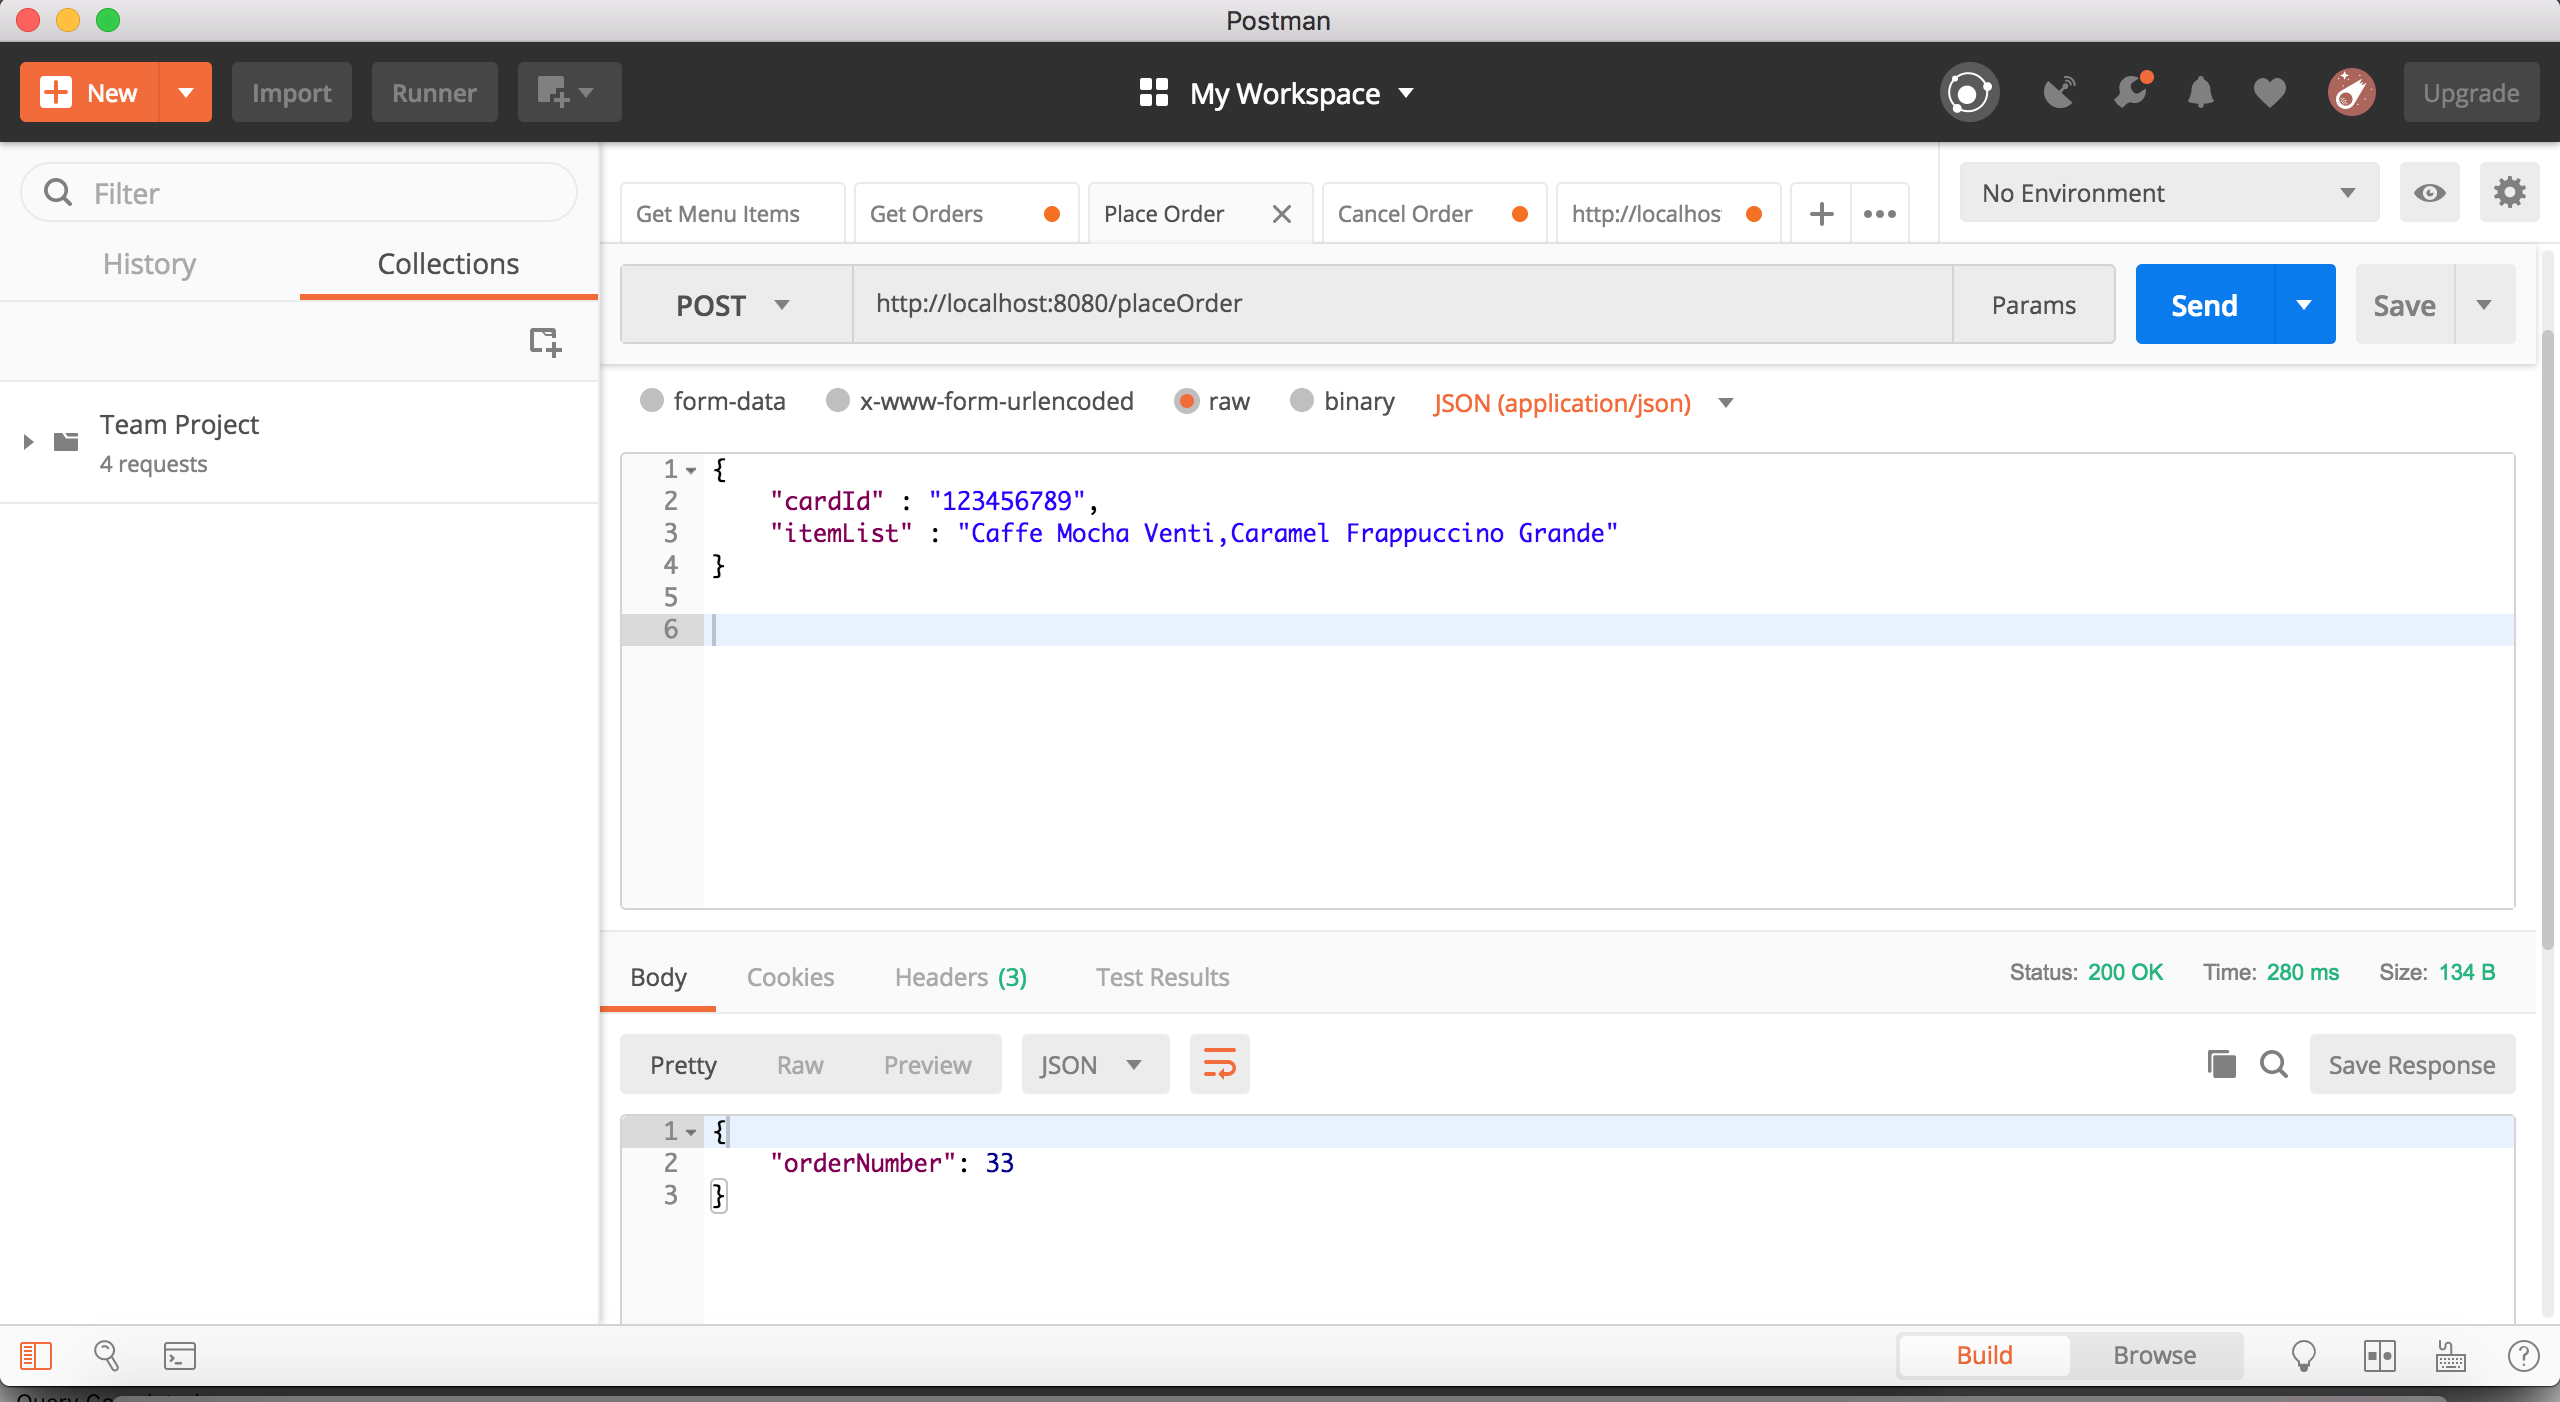 Postman
New
Import
Runner
My Workspace
Upgrade
Filter
History
Collections
Team Project
4 requests
Get Menu Items
Get Orders
Place Order
Cancel Order
http://localhos
No Environment
POST
http://localhost:8080/placeOrder
Params
Send
Save
form-data
x-www-form-urlencoded
raw
binary
JSON (application/json)
1 {
2 "cardId" : "123456789",
3 "itemList" : "Caffe Mocha Venti,Caramel Frappuccino Grande"
4 }
5
6
Body
Cookies
Headers (3)
Test Results
Status: 200 OK
Time: 280 ms
Size: 134 B
Pretty
Raw
Preview
JSON
Save Response
1 {
2 "orderNumber": 33
3 }
Build
Browse